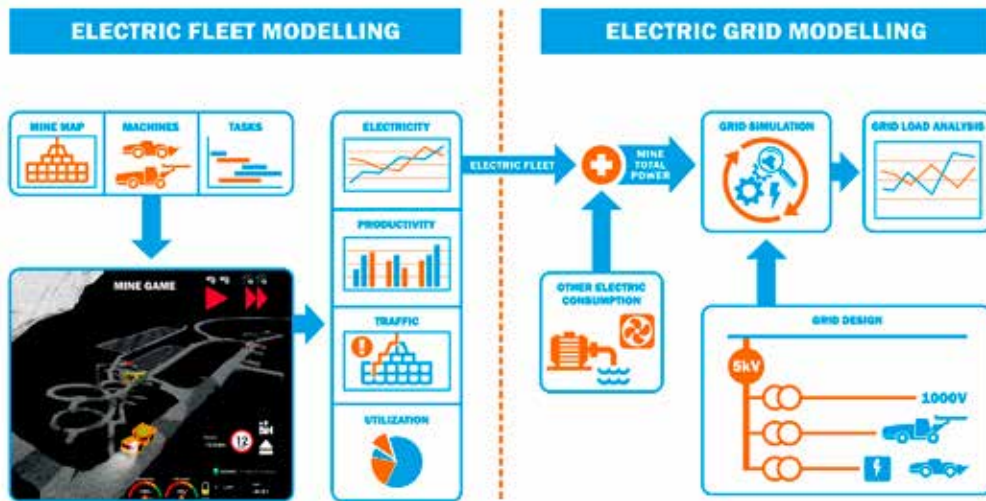 ELECTRIC FLEET MODELLING
ELECTRIC GRID MODELLING
MINE MAP
MACHINES
TASKS
ELECTRICITY
PRODUCTIVITY
TRAFFIC
UTILIZATION
MINE GAME
12
ELECTRIC FLEET
MINE
TOTAL
POWER
OTHER ELECTRIC
CONSUMPTION
GRID SIMULATION
GRID LOAD ANALYSIS
GRID DESIGN
5kV
1000V